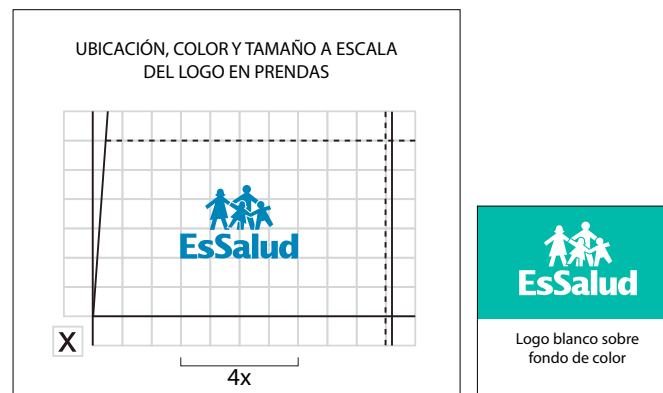 UBICACIÓN, COLOR Y TAMAÑO A ESCALA
DEL LOGO EN PRENDAS
EsSalud
X
4x
EsSalud
Logo blanco sobre
fondo de color